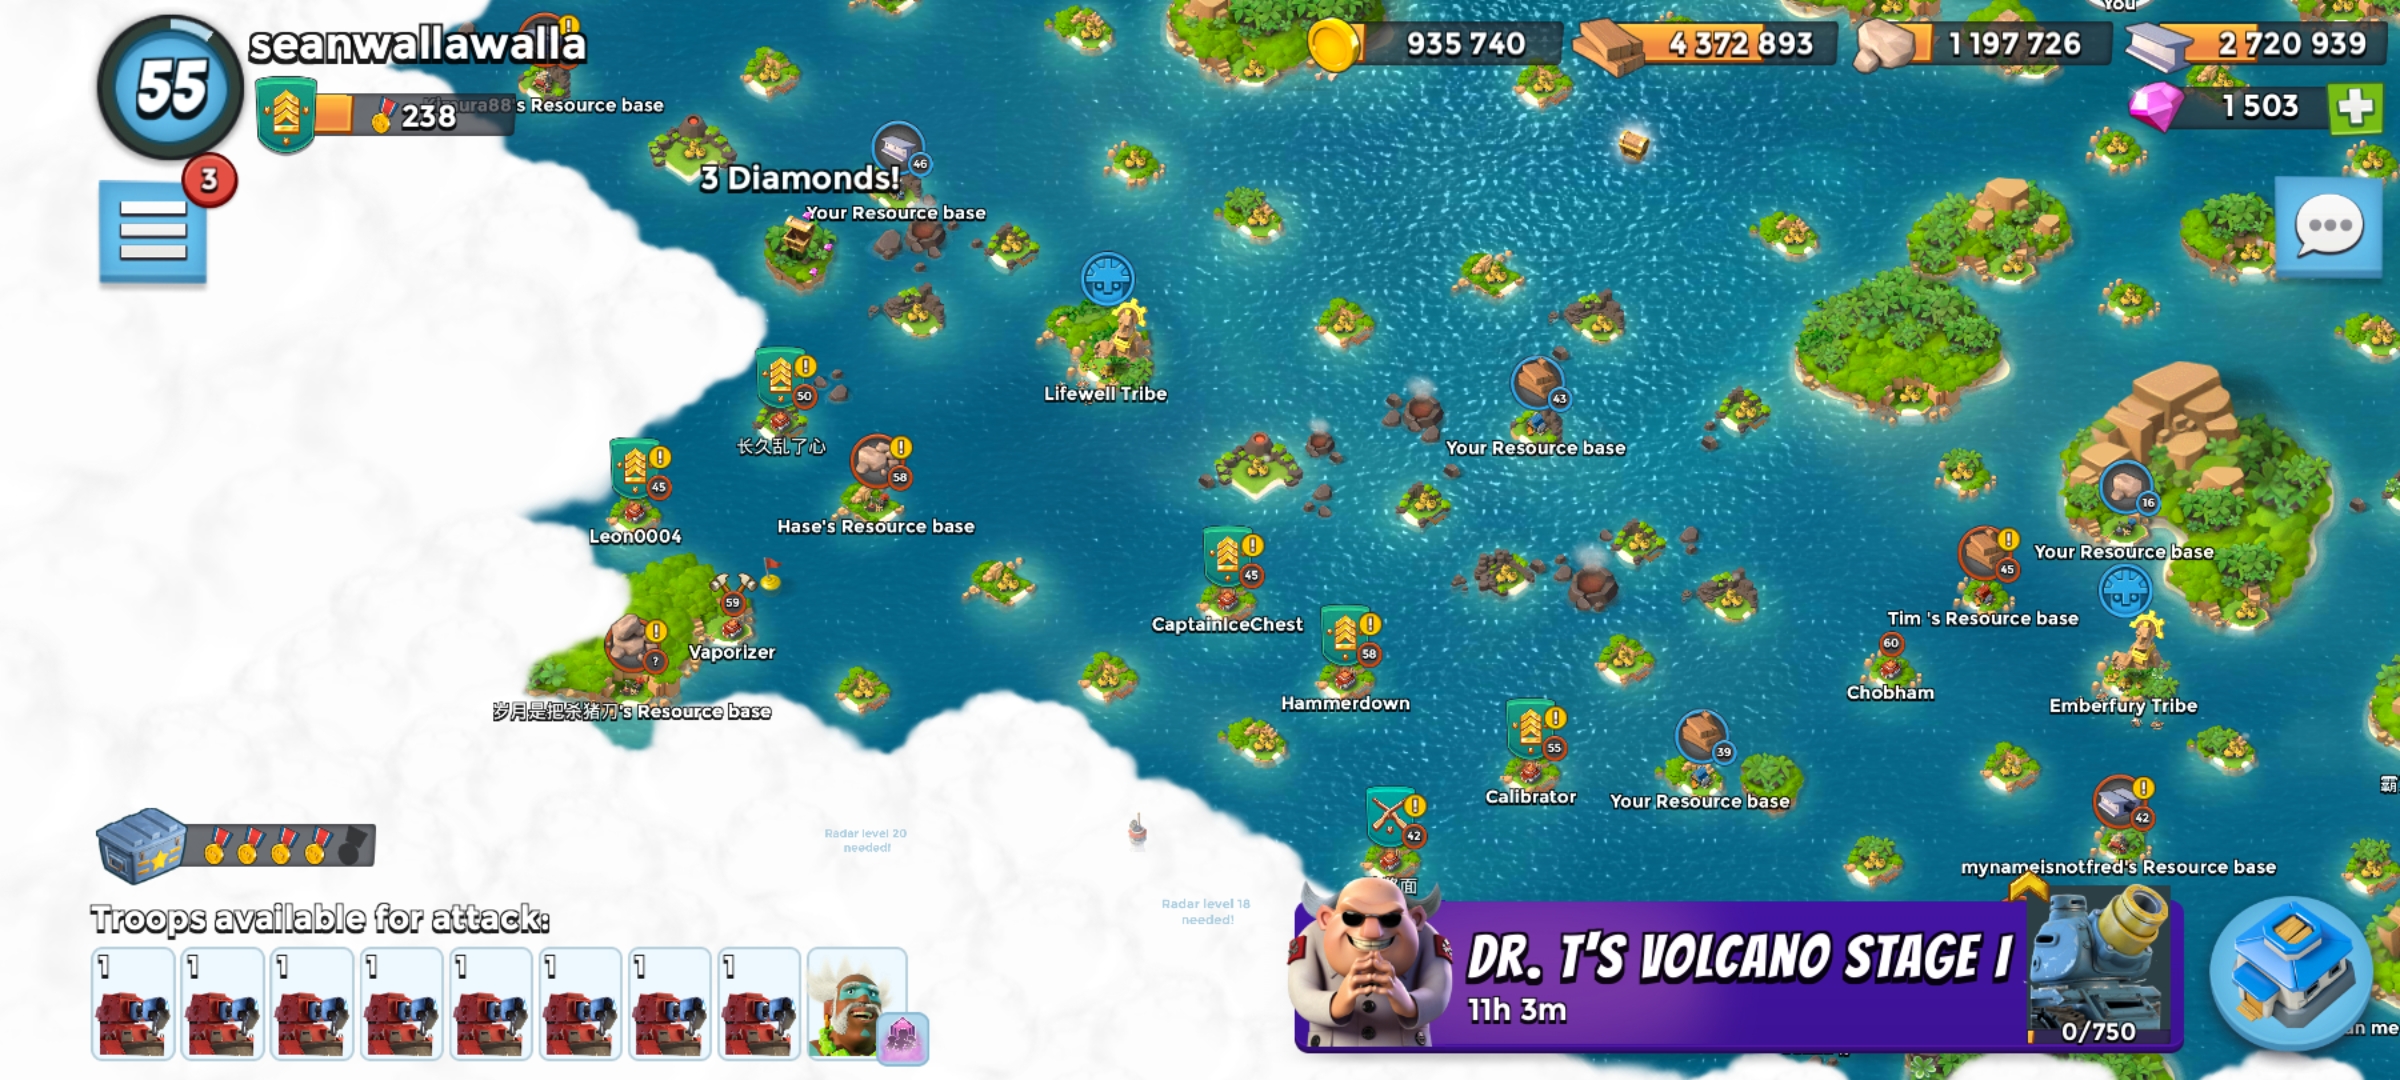 55
seanwallawalla
238
's Resource base
3
935 740
4 372 893
1 197 726
2 720 939
1 503
You
46
3 Diamonds!
Your Resource base
Lifewell Tribe
50
长久乱了心
43
Your Resource base
45
Leon0004
58
Hase's Resource base
16
Your Resource base
45
CaptainIceChest
45
Tim 's Resource base
59
Vaporizer
58
Hammerdown
60
Chobham
Emberfury Tribe
?
岁月是把杀猪刀's Resource base
55
Calibrator
39
Your Resource base
霸
42
42
mynameisnotfred's Resource base
面
Radar level 20
needed!
Radar level 18
needed!
Troops available for attack:
1
1
1
1
1
1
1
1
DR. T'S VOLCANO STAGE I
11h 3m
0/750